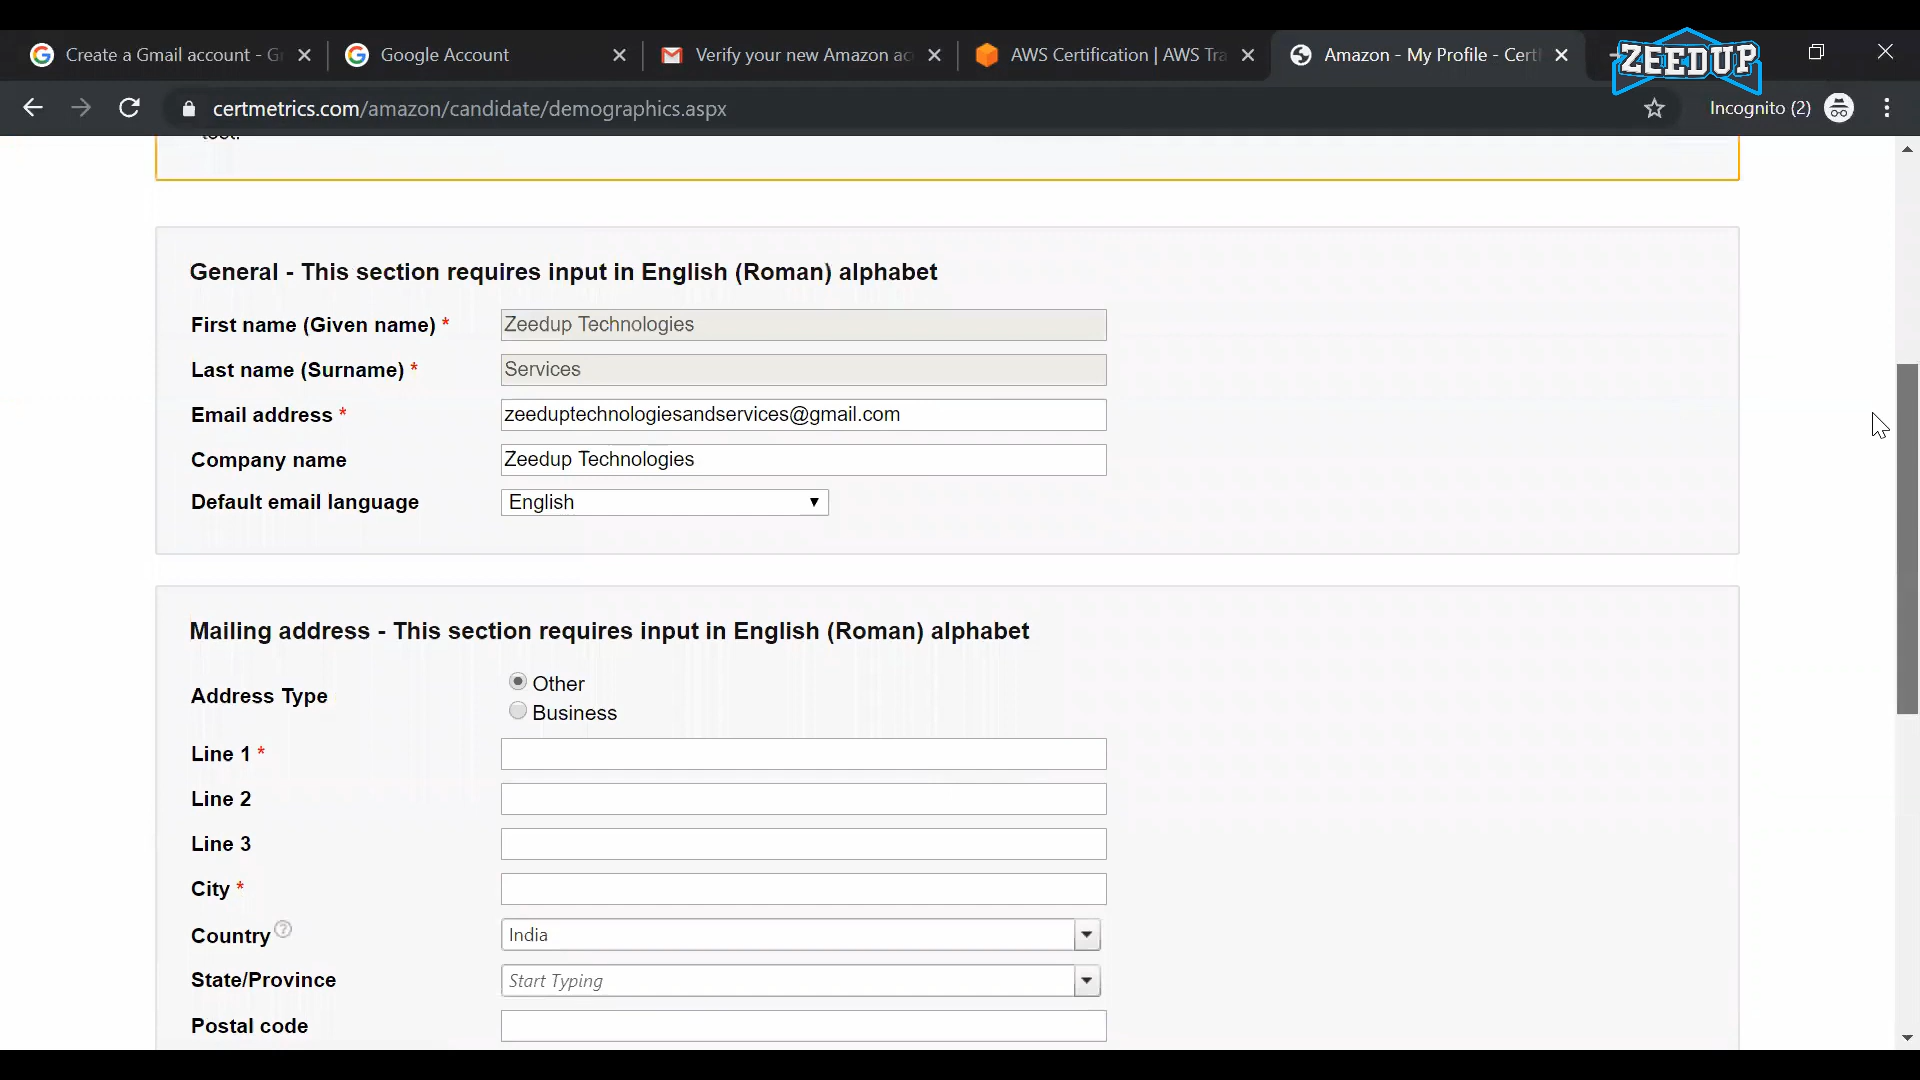 Create a Gmail account - G
Google Account
Verify your new Amazon ac
AWS Certification | AWS Tra
Amazon - My Profile - Cert
ZEEDUP
certmetrics.com/amazon/candidate/demographics.aspx
Incognito (2)
General - This section requires input in English (Roman) alphabet
First name (Given name) *
Zeedup Technologies
Last name (Surname) *
Services
Email address *
zeeduptechnologiesandservices@gmail.com
Company name
Zeedup Technologies
Default email language
English
Mailing address - This section requires input in English (Roman) alphabet
Address Type
Other
Business
Line 1 *
Line 2
Line 3
City *
Country ?
India
State/Province
Start Typing
Postal code